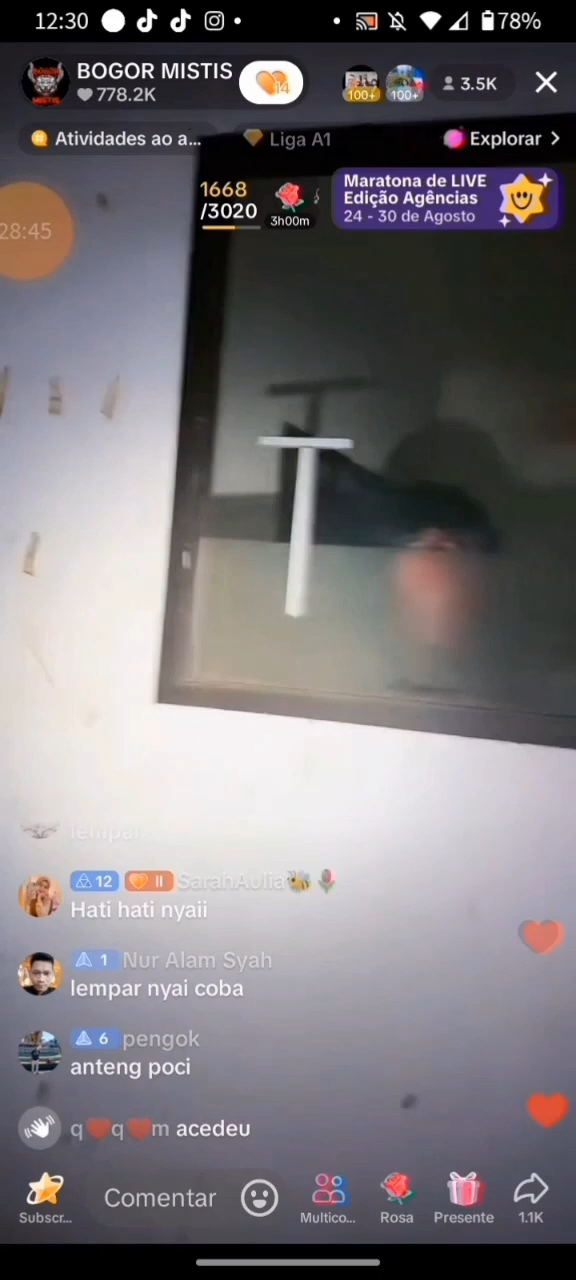 12:30
78%
BOGOR MISTIS
778.2K
14
100+
100+
3.5K
Atividades ao a...
Liga A1
Explorar
1668
/3020
3h00m
Maratona de LIVE
Edição Agências
24 - 30 de Agosto
28:45
lempar
12 II SarahAulia
Hati hati nyaii
1 Nur Alam Syah
lempar nyai coba
6 pengok
anteng poci
q❤️q❤️m acedeu
Subscr...
Comentar
Multico...
Rosa
Presente
1.1K